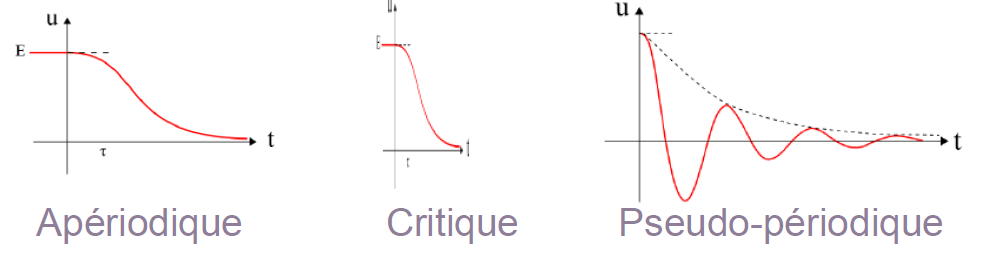 u
E
τ
t
Apériodique
u
E
t
t
Critique
u
t
Pseudo-périodique